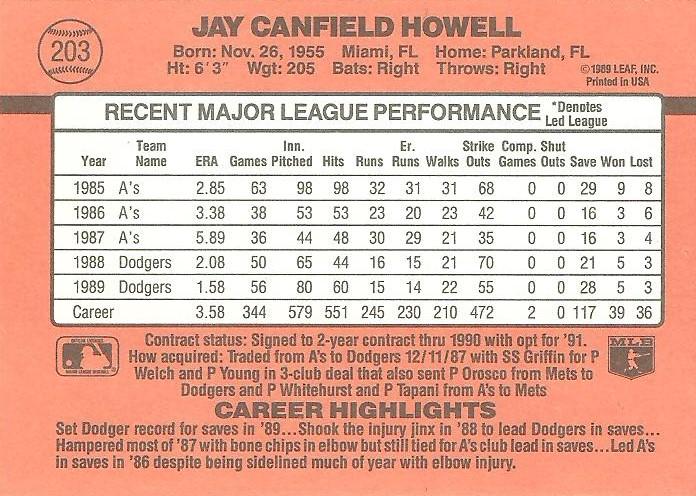 JAY CANFIELD HOWELL
203
Born: Nov. 26, 1955 Miami, FL Home: Parkland, FL
Ht: 6'3" Wgt: 205 Bats: Right Throws: Right
©1989 LEAF, INC.
Printed in USA
RECENT MAJOR LEAGUE PERFORMANCE *Denotes Led League
Year Team Name ERA Games Inn. Pitched Hits Runs Er. Runs Walks Strike Outs Comp. Games Shut Outs Save Won Lost
1985 A's 2.85 63 98 98 32 31 31 68 0 0 29 9 8
1986 A's 3.38 38 53 53 23 20 23 42 0 0 16 3 6
1987 A's 5.89 36 44 48 30 29 21 35 0 0 16 3 4
1988 Dodgers 2.08 50 65 44 16 15 21 70 0 0 21 5 3
1989 Dodgers 1.58 56 80 60 15 14 22 55 0 0 28 5 3
Career 3.58 344 579 551 245 230 210 472 2 0 117 39 36
Contract status: Signed to 2-year contract thru 1990 with opt for '91.
How acquired: Traded from A's to Dodgers 12/11/87 with SS Griffin for P
Welch and P Young in 3-club deal that also sent P Orosco from Mets to
Dodgers and P Whitehurst and P Tapani from A's to Mets
MLB
CAREER HIGHLIGHTS
Set Dodger record for saves in '89...Shook the injury jinx in '88 to lead Dodgers in saves...
Hampered most of '87 with bone chips in elbow but still tied for A's club lead in saves...Led A's
in saves in '86 despite being sidelined much of year with elbow injury.